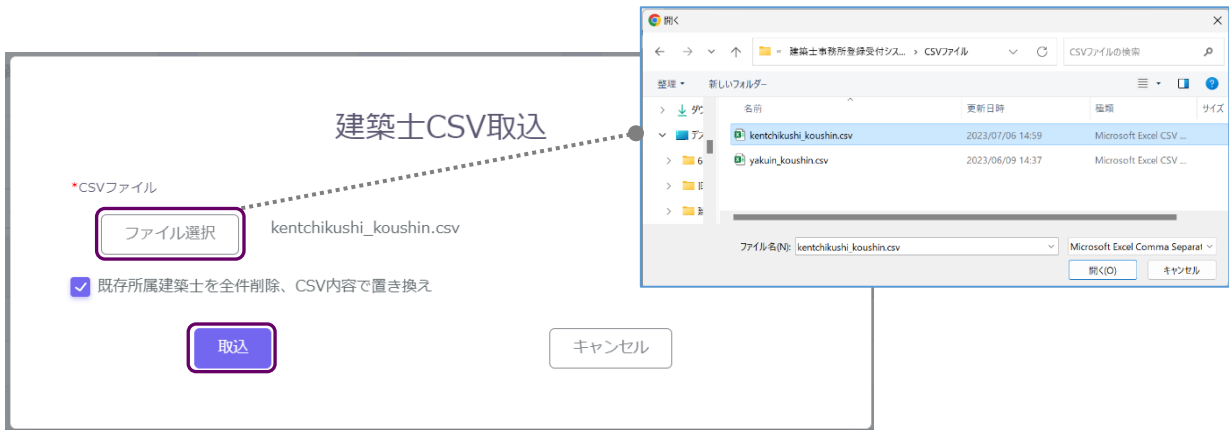 建築士CSV取込
*CSVファイル
ファイル選択
kentchikushi_koushin.csv
既存所属建築士を全件削除、CSV内容で置き換え
取込
キャンセル
開く
« 建築士事務所登録受付シス... › CSVファイル
CSVファイルの検索
整理
新しいフォルダー
名前
更新日時
種類
サイズ
kentchikushi_koushin.csv
2023/07/06 14:59
Microsoft Excel CSV ...
yakuin_koushin.csv
2023/06/09 14:37
Microsoft Excel CSV ...
6
ファイル名(N):
kentchikushi_koushin.csv
Microsoft Excel Comma Separat
開く(O)
キャンセル